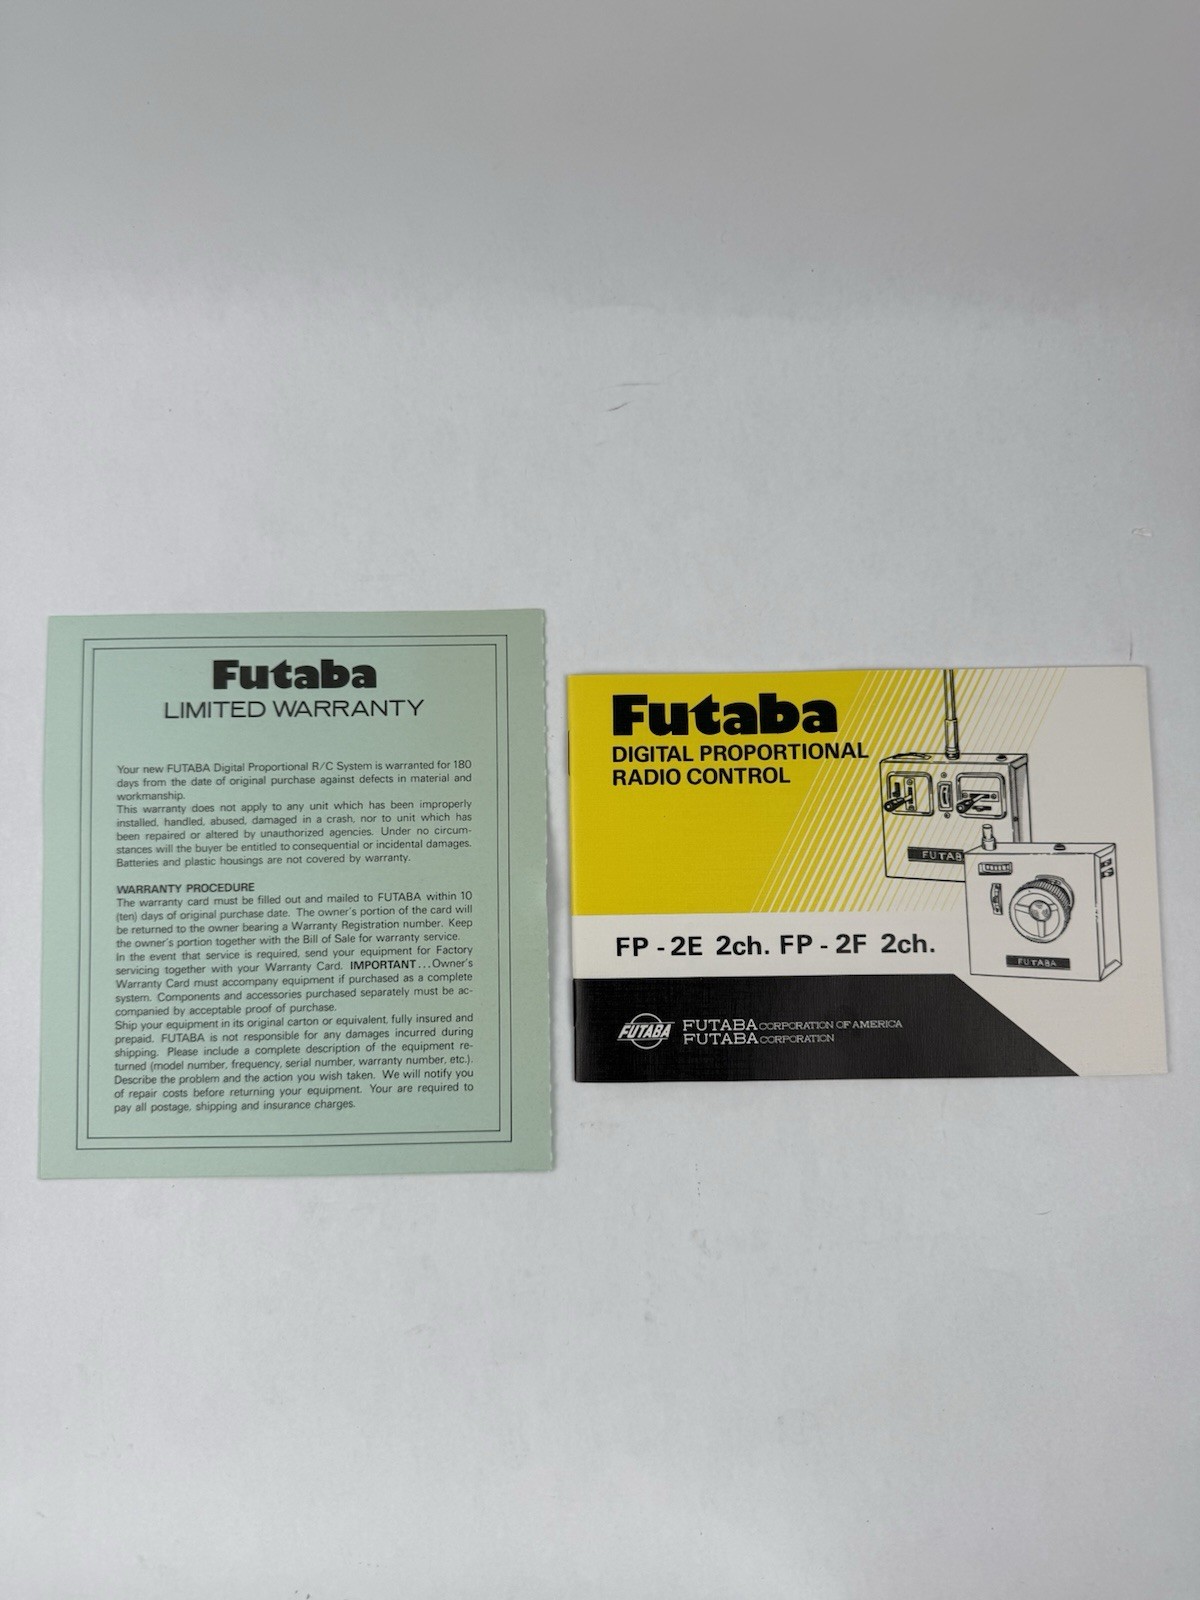 Futaba
LIMITED WARRANTY
Your new FUTABA Digital Proportional R/C System is warranted for 180
days from the date of original purchase against defects in material and
workmanship.
This warranty does not apply to any unit which has been improperly
installed, handled, abused, damaged in a crash, nor to unit which has
been repaired or altered by unauthorized agencies. Under no circum-
stances will the buyer be entitled to consequential or incidental damages.
Batteries and plastic housings are not covered by warranty.
WARRANTY PROCEDURE
The warranty card must be filled out and mailed to FUTABA within 10
(ten) days of original purchase date. The owner's portion of the card will
be returned to the owner bearing a Warranty Registration number. Keep
the owner's portion together with the Bill of Sale for warranty service.
In the event that service is required, send your equipment for Factory
servicing together with your Warranty Card. IMPORTANT...Owner's
Warranty Card must accompany equipment if purchased as a complete
system. Components and accessories purchased separately must be ac-
companied by acceptable proof of purchase.
Ship your equipment in its original carton or equivalent, fully insured and
prepaid. FUTABA is not responsible for any damages incurred during
shipping. Please include a complete description of the equipment re-
turned (model number, frequency, serial number, warranty number, etc.).
Describe the problem and the action you wish taken. We will notify you
of repair costs before returning your equipment. Your are required to
pay all postage, shipping and insurance charges.
Futaba
DIGITAL PROPORTIONAL
RADIO CONTROL
FUTAB
FUTABA
FP - 2E 2ch. FP - 2F 2ch.
FUTABA
FUTABA CORPORATION OF AMERICA
FUTABA CORPORATION